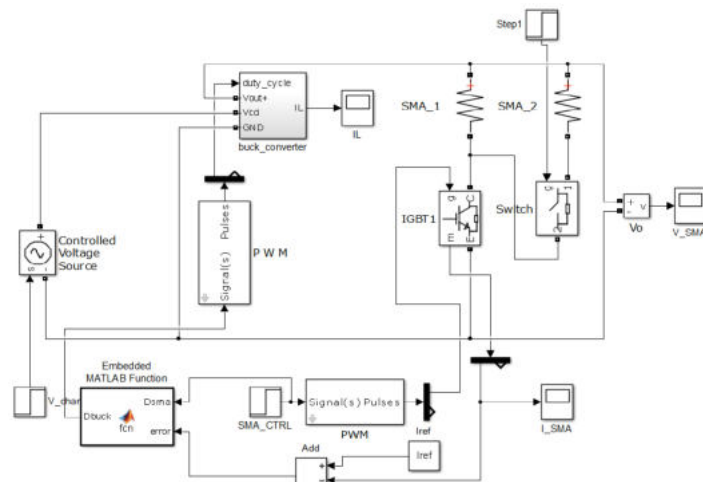 Step1
duty_cycle
Vout+
Vcd
GND
IL
buck_converter
IL
SMA_1
SMA_2
g
C
m
E
IGBT1
Switch
g
1
2
+
-
v
Vo
V_SMA
Signal(s) Pulses
P W M
+
-
s
Controlled
Voltage
Source
Embedded
MATLAB Function
V_char
Dbuck
fcn
Dsma
error
SMA_CTRL
Signal(s) Pulses
PWM
Iref
I_SMA
Add
+
-
Iref